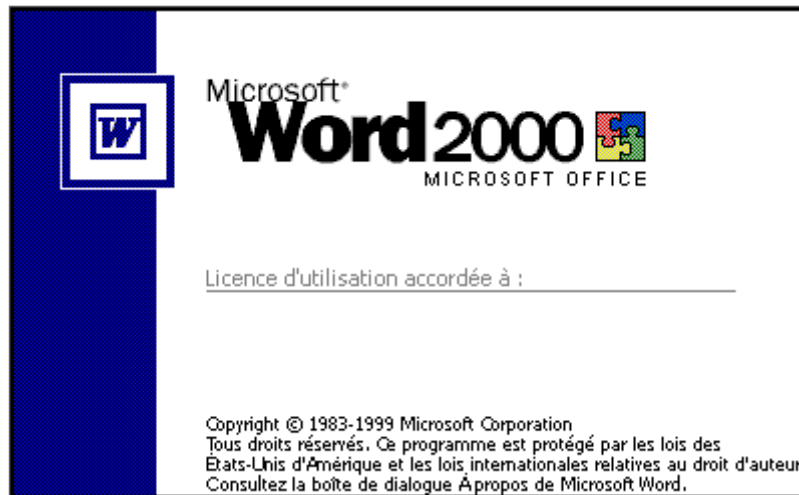 W
Microsoft®
Word 2000
MICROSOFT OFFICE
Licence d'utilisation accordée à :
Copyright © 1983-1999 Microsoft Corporation
Tous droits réservés. Ce programme est protégé par les lois des
États-Unis d'Amérique et les lois internationales relatives au droit d'auteur
Consultez la boîte de dialogue À propos de Microsoft Word.